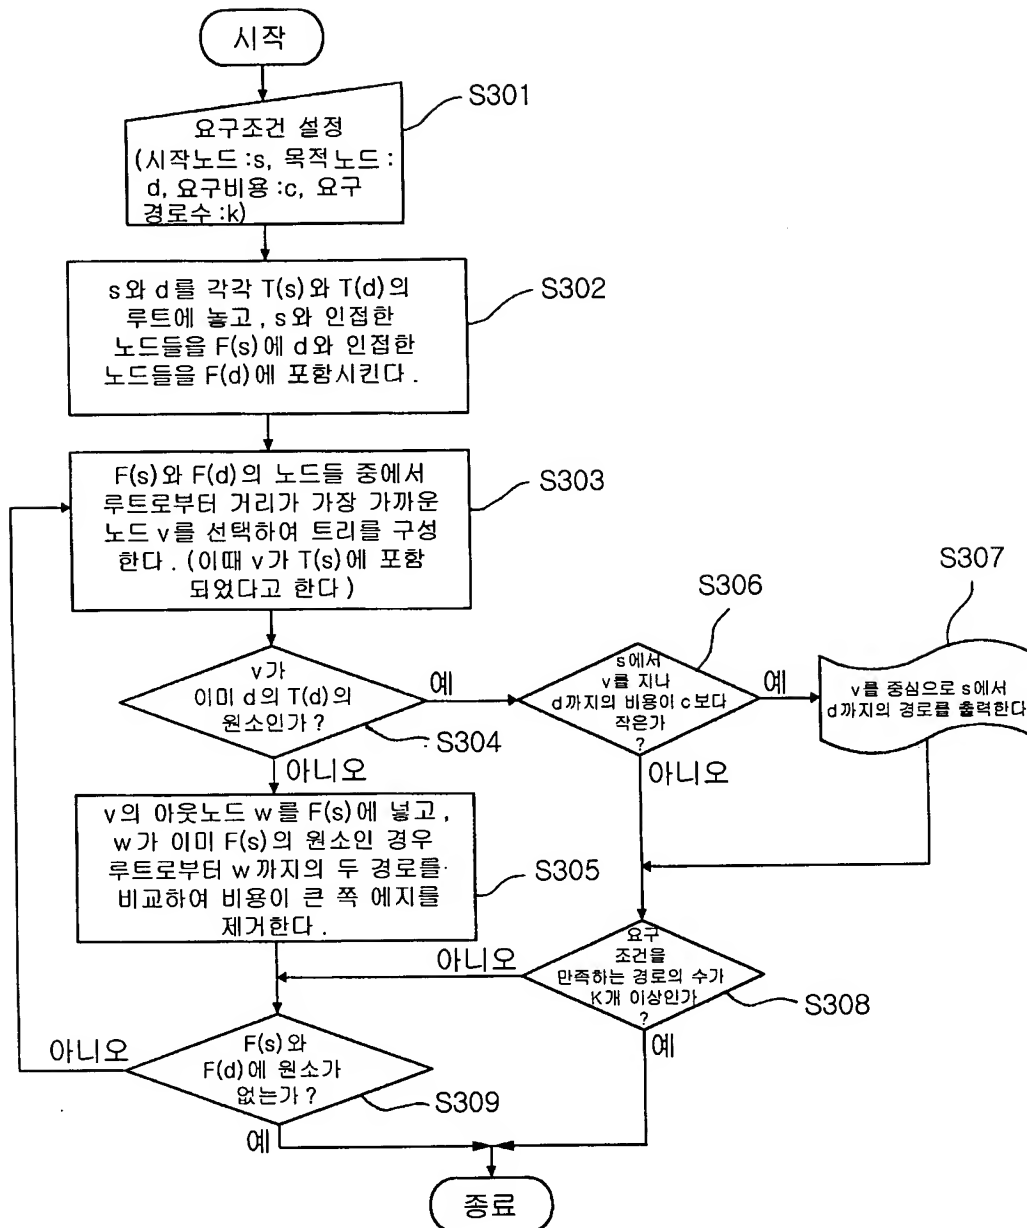 시작
S301
요구조건 설정
(시작노드 :s, 목적노드 :
d, 요구비용 :c, 요구
경로수 :k)
S302
s와 d를 각각 T(s)와 T(d)의
루트에 놓고 , s와 인접한
노드들을 F(s)에 d와 인접한
노드들을 F(d)에 포함시킨다 .
S303
F(s)와 F(d)의 노드들 중에서
루트로부터 거리가 가장 가까운
노드 v를 선택하여 트리를 구성
한다 . (이때 v가 T(s)에 포함
되었다고 한다 )
v가
이미 d의 T(d)의
원소인가 ?
S304
예
아니오
S306
s에서
v를 지나
d까지의 비용이 c보다
작은가
?
예
아니오
S307
v를 중심으로 s에서
d까지의 경로를 출력한다
v의 아웃노드 w를 F(s)에 넣고 ,
w가 이미 F(s)의 원소인 경우
루트로부터 w까지의 두 경로를
비교하여 비용이 큰 쪽 에지를
제거한다 .
S305
요구
조건을
만족하는 경로의 수가
K개 이상인가
?
S308
아니오
예
F(s)와
F(d)에 원소가
없는가 ?
S309
아니오
예
종료